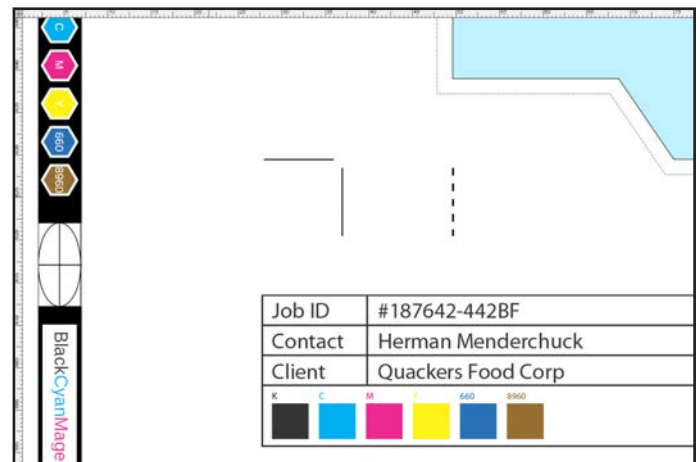 C
M
Y
660
8960
BlackCyanMage
Job ID #187642-442BF
Contact Herman Menderchuck
Client Quackers Food Corp
K C M Y 660 8960